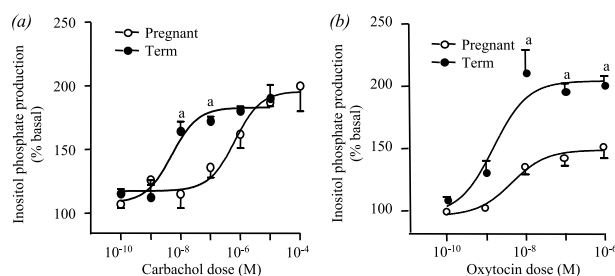 (a)
Inositol phosphate production
(% basal)
250
200
150
100
Pregnant
Term
a
a
10-10
10-8
10-6
10-4
Carbachol dose (M)
(b)
Inositol phosphate production
(% basal)
250
200
150
100
Pregnant
Term
a
a
a
10-10
10-8
10-6
Oxytocin dose (M)